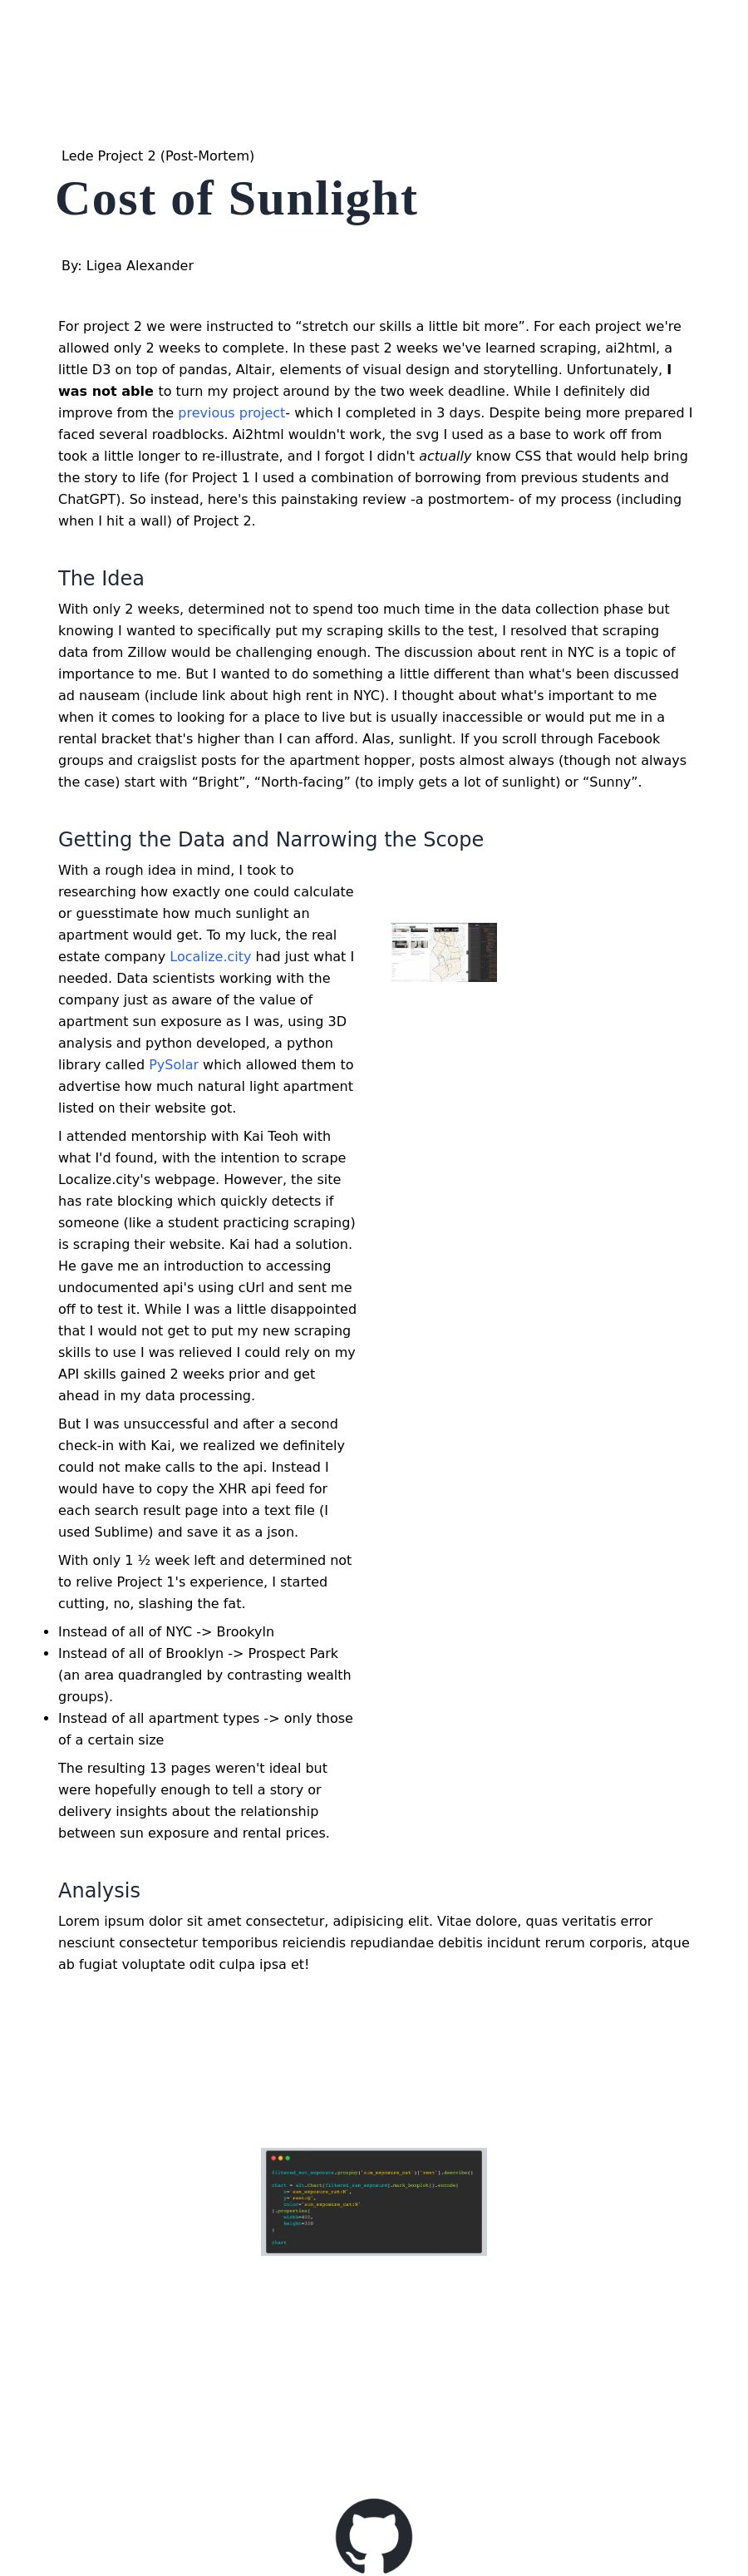 Lede Project 2 (Post-Mortem)
Cost of Sunlight
By: Ligea Alexander
For project 2 we were instructed to “stretch our skills a little bit more”. For each project we're
allowed only 2 weeks to complete. In these past 2 weeks we've learned scraping, ai2html, a
little D3 on top of pandas, Altair, elements of visual design and storytelling. Unfortunately, I
was not able to turn my project around by the two week deadline. While I definitely did
improve from the previous project- which I completed in 3 days. Despite being more prepared I
faced several roadblocks. Ai2html wouldn't work, the svg I used as a base to work off from
took a little longer to re-illustrate, and I forgot I didn't actually know CSS that would help bring
the story to life (for Project 1 I used a combination of borrowing from previous students and
ChatGPT). So instead, here's this painstaking review -a postmortem- of my process (including
when I hit a wall) of Project 2.
The Idea
With only 2 weeks, determined not to spend too much time in the data collection phase but
knowing I wanted to specifically put my scraping skills to the test, I resolved that scraping
data from Zillow would be challenging enough. The discussion about rent in NYC is a topic of
importance to me. But I wanted to do something a little different than what's been discussed
ad nauseam (include link about high rent in NYC). I thought about what's important to me
when it comes to looking for a place to live but is usually inaccessible or would put me in a
rental bracket that's higher than I can afford. Alas, sunlight. If you scroll through Facebook
groups and craigslist posts for the apartment hopper, posts almost always (though not always
the case) start with “Bright”, “North-facing” (to imply gets a lot of sunlight) or “Sunny”.
Getting the Data and Narrowing the Scope
With a rough idea in mind, I took to
researching how exactly one could calculate
or guesstimate how much sunlight an
apartment would get. To my luck, the real
estate company Localize.city had just what I
needed. Data scientists working with the
company just as aware of the value of
apartment sun exposure as I was, using 3D
analysis and python developed, a python
library called PySolar which allowed them to
advertise how much natural light apartment
listed on their website got.
I attended mentorship with Kai Teoh with
what I'd found, with the intention to scrape
Localize.city's webpage. However, the site
has rate blocking which quickly detects if
someone (like a student practicing scraping)
is scraping their website. Kai had a solution.
He gave me an introduction to accessing
undocumented api's using cUrl and sent me
off to test it. While I was a little disappointed
that I would not get to put my new scraping
skills to use I was relieved I could rely on my
API skills gained 2 weeks prior and get
ahead in my data processing.
But I was unsuccessful and after a second
check-in with Kai, we realized we definitely
could not make calls to the api. Instead I
would have to copy the XHR api feed for
each search result page into a text file (I
used Sublime) and save it as a json.
With only 1 ½ week left and determined not
to relive Project 1's experience, I started
cutting, no, slashing the fat.
• Instead of all of NYC -> Brookyln
• Instead of all of Brooklyn -> Prospect Park
(an area quadrangled by contrasting wealth
groups).
• Instead of all apartment types -> only those
of a certain size
The resulting 13 pages weren't ideal but
were hopefully enough to tell a story or
delivery insights about the relationship
between sun exposure and rental prices.
Analysis
Lorem ipsum dolor sit amet consectetur, adipisicing elit. Vitae dolore, quas veritatis error
nesciunt consectetur temporibus reiciendis repudiandae debitis incidunt rerum corporis, atque
ab fugiat voluptate odit culpa ipsa et!
filtered_sun_exposure.groupby('sun_exposure_cat')['rent'].describe()
chart = alt.Chart(filtered_sun_exposure).mark_boxplot().encode(
x='sun_exposure_cat:N',
y='rent:Q',
color='sun_exposure_cat:N'
).properties(
width=400,
height=300
)
chart